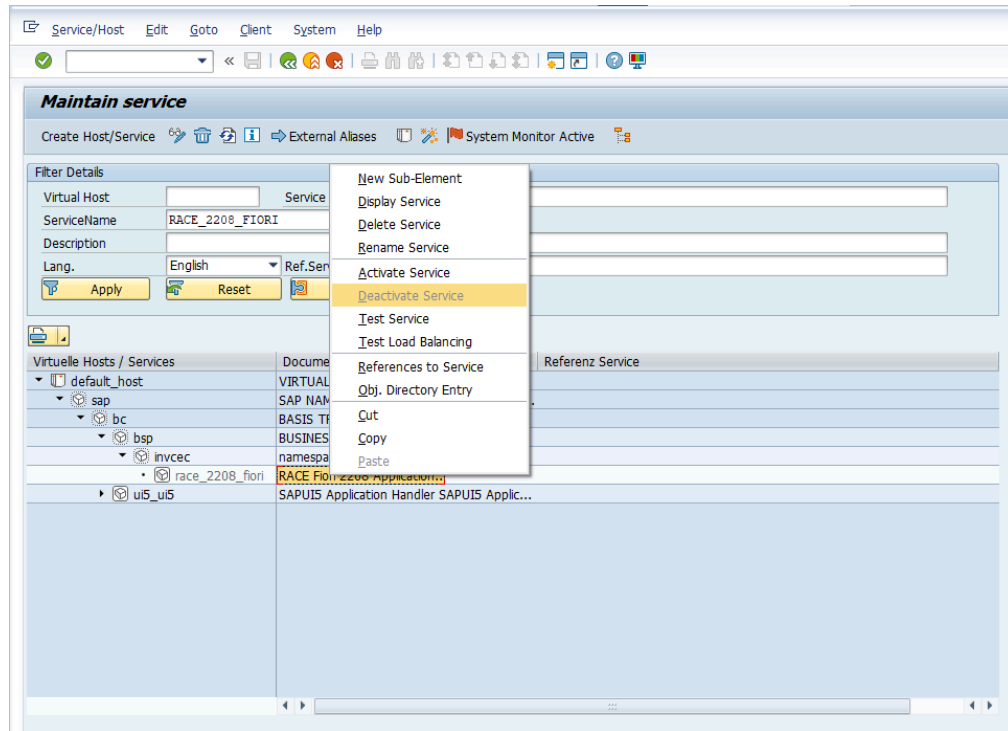 Service/Host Edit Goto Client System Help
Maintain service
Create Host/Service External Aliases System Monitor Active
Filter Details
Virtual Host Service
ServiceName RACE_2208_FIORI
Description
Lang. English Ref.Ser
Apply Reset
New Sub-Element
Display Service
Delete Service
Rename Service
Activate Service
Deactivate Service
Test Service
Test Load Balancing
References to Service
Obj. Directory Entry
Cut
Copy
Paste
Virtuelle Hosts / Services Docume Referenz Service
default_host VIRTUAL
sap SAP NAM
bc BASIS TR
bsp BUSINES
invcec namespa
race_2208_fiori RACE Fiori 2208 Application..
ui5_ui5 SAPUI5 Application Handler SAPUI5 Applic...